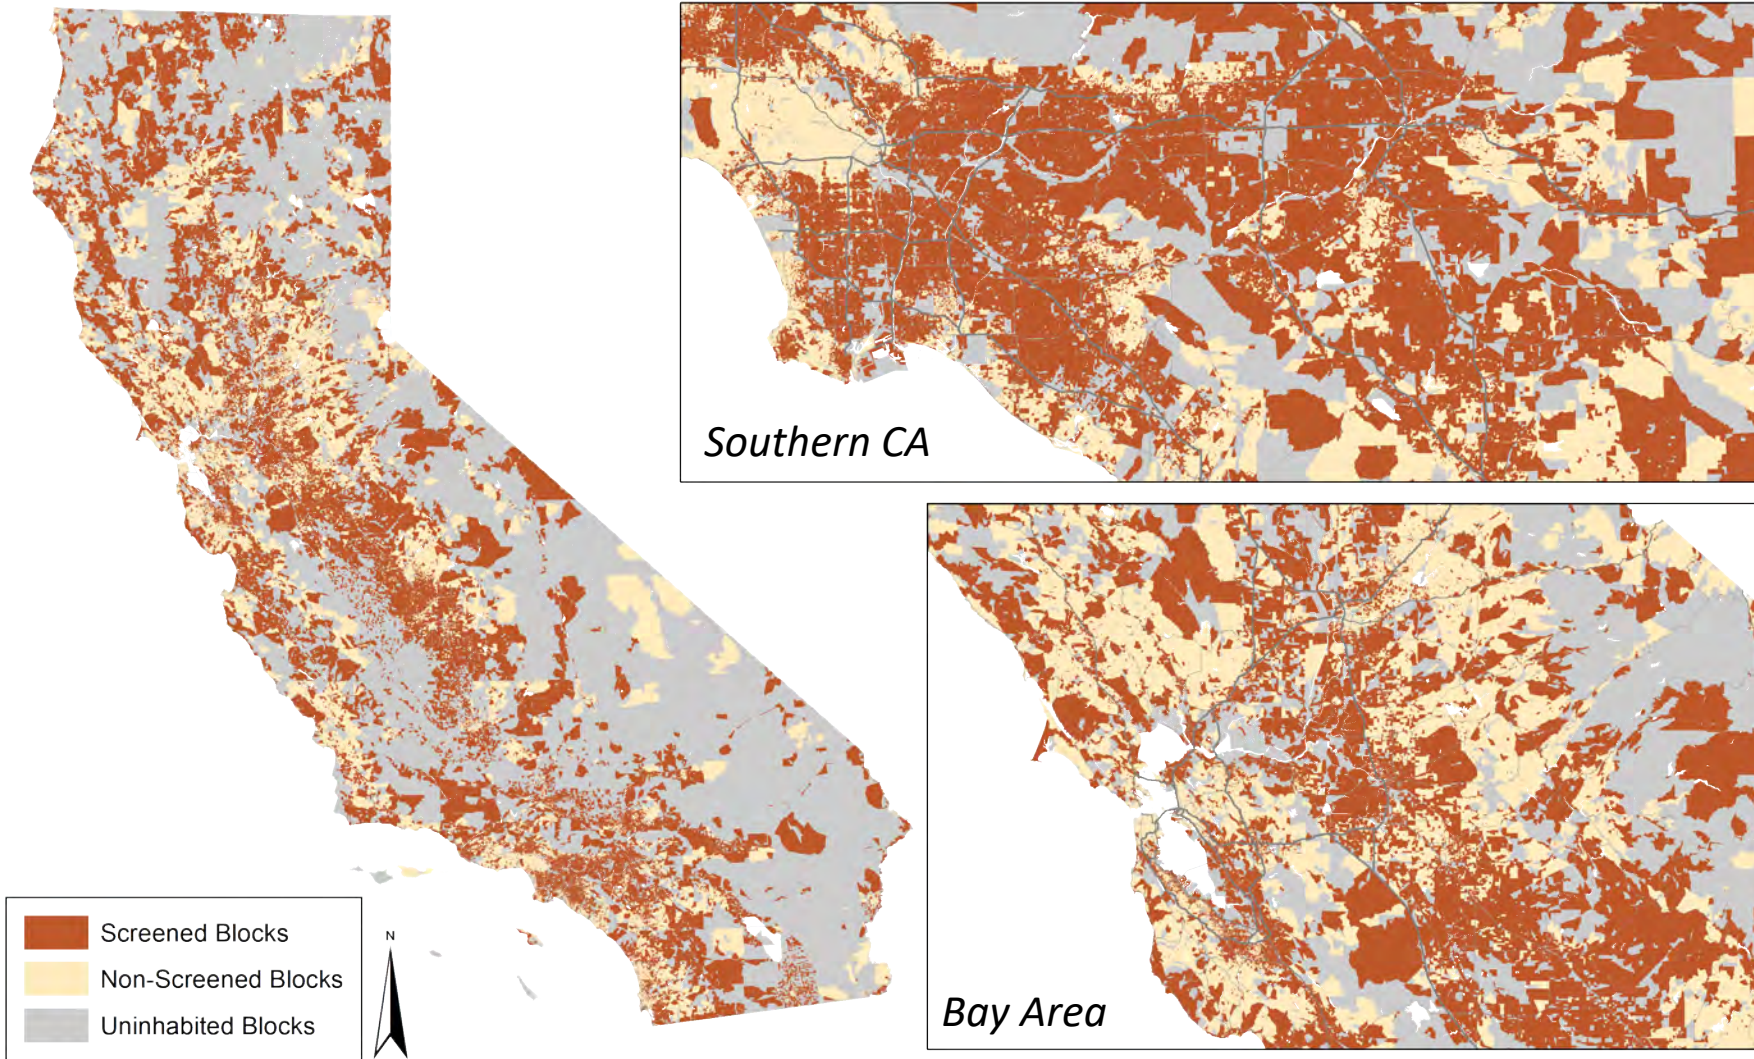 Southern CA
Bay Area
Screened Blocks
Non-Screened Blocks
Uninhabited Blocks
N